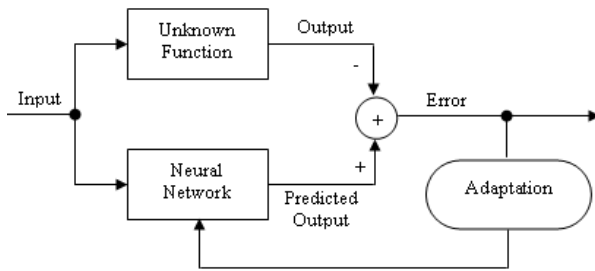 Unknown
Function
Output
-
Input
+
Error
+
Neural
Network
Predicted
Output
Adaptation